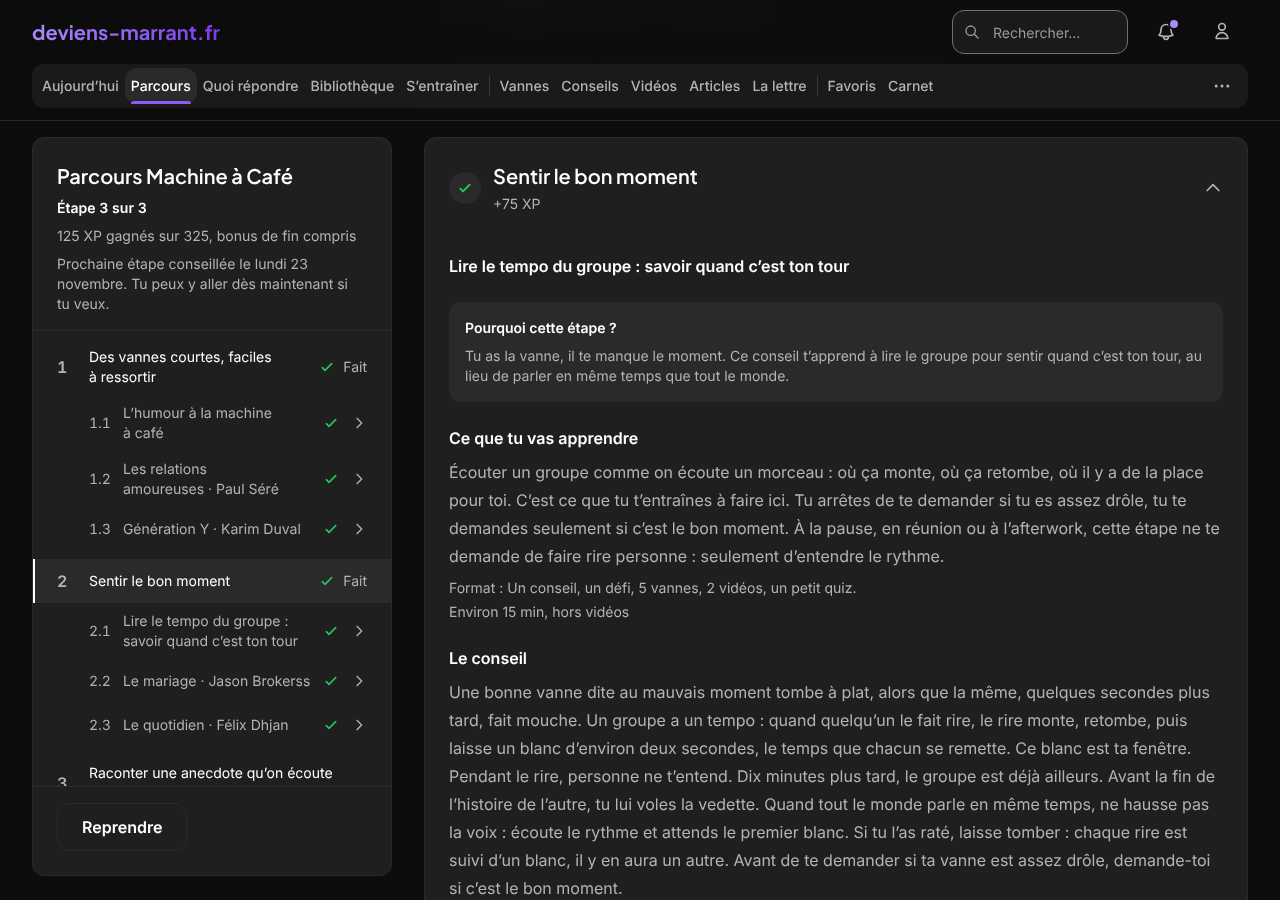 deviens-marrant.fr
Rechercher...
Aujourd’hui Parcours Quoi répondre Bibliothèque S’entraîner Vannes Conseils Vidéos Articles La lettre Favoris Carnet
Parcours Machine à Café
Étape 3 sur 3
125 XP gagnés sur 325, bonus de fin compris
Prochaine étape conseillée le lundi 23
novembre. Tu peux y aller dès maintenant si
tu veux.
1 Des vannes courtes, faciles
à ressortir
Fait
1.1 L’humour à la machine
à café
1.2 Les relations
amoureuses · Paul Séré
1.3 Génération Y · Karim Duval
2 Sentir le bon moment Fait
2.1 Lire le tempo du groupe :
savoir quand c’est ton tour
2.2 Le mariage · Jason Brokerss
2.3 Le quotidien · Félix Dhjan
3 Raconter une anecdote qu’on écoute
Reprendre
Sentir le bon moment
+75 XP
Lire le tempo du groupe : savoir quand c’est ton tour
Pourquoi cette étape ?
Tu as la vanne, il te manque le moment. Ce conseil t’apprend à lire le groupe pour sentir quand c’est ton tour, au
lieu de parler en même temps que tout le monde.
Ce que tu vas apprendre
Écouter un groupe comme on écoute un morceau : où ça monte, où ça retombe, où il y a de la place
pour toi. C’est ce que tu t’entraînes à faire ici. Tu arrêtes de te demander si tu es assez drôle, tu te
demandes seulement si c’est le bon moment. À la pause, en réunion ou à l’afterwork, cette étape ne te
demande de faire rire personne : seulement d’entendre le rythme.
Format : Un conseil, un défi, 5 vannes, 2 vidéos, un petit quiz.
Environ 15 min, hors vidéos
Le conseil
Une bonne vanne dite au mauvais moment tombe à plat, alors que la même, quelques secondes plus
tard, fait mouche. Un groupe a un tempo : quand quelqu’un le fait rire, le rire monte, retombe, puis
laisse un blanc d’environ deux secondes, le temps que chacun se remette. Ce blanc est ta fenêtre.
Pendant le rire, personne ne t’entend. Dix minutes plus tard, le groupe est déjà ailleurs. Avant la fin de
l’histoire de l’autre, tu lui voles la vedette. Quand tout le monde parle en même temps, ne hausse pas
la voix : écoute le rythme et attends le premier blanc. Si tu l’as raté, laisse tomber : chaque rire est
suivi d’un blanc, il y en aura un autre. Avant de te demander si ta vanne est assez drôle, demande-toi
si c’est le bon moment.